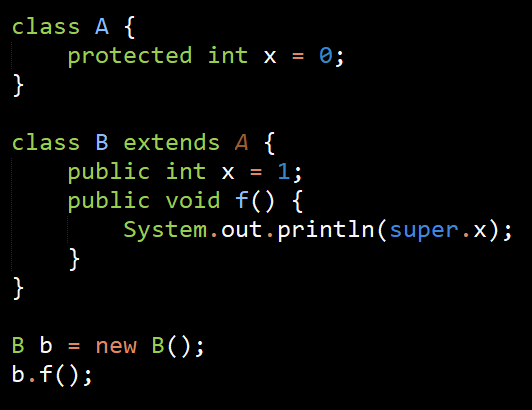 class A {
    protected int x = 0;
}

class B extends A {
    public int x = 1;
    public void f() {
        System.out.println(super.x);
    }
}

B b = new B();
b.f();